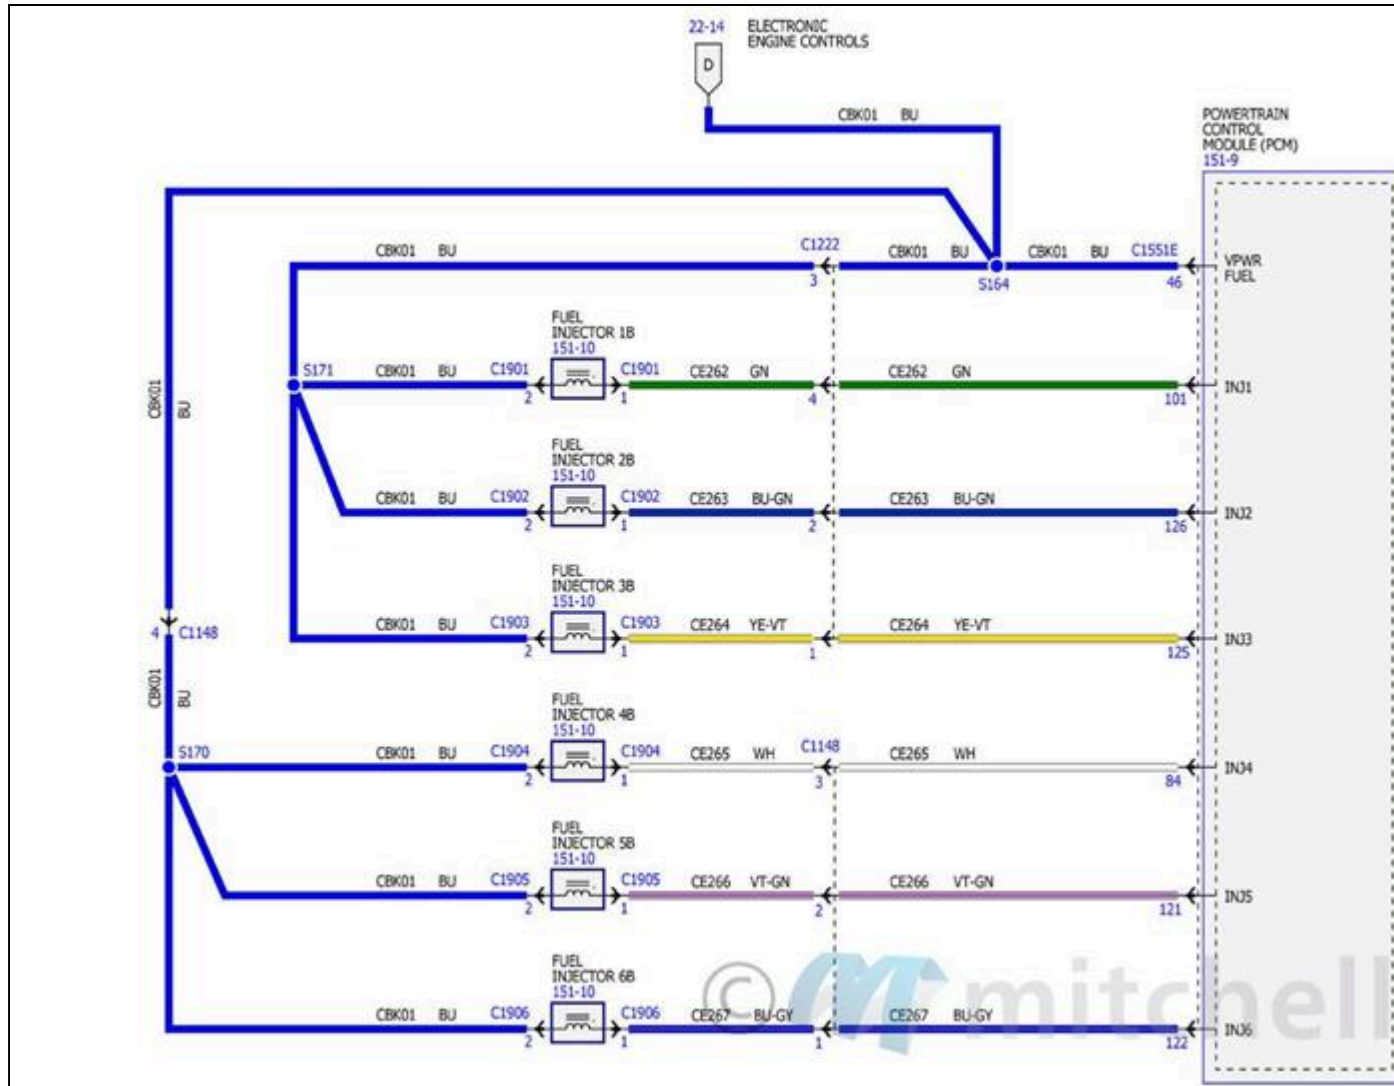 22-14
ELECTRONIC
ENGINE CONTROLS
D
CBK01 BU
POWERTRAIN
CONTROL
MODULE (PCM)
151-9
CBK01 BU
C1222
CBK01 BU
CBK01 BU
C1551E
3
S164
46
VPWR
FUEL
FUEL
INJECTOR 1B
151-10
S171
CBK01 BU
C1901
C1901
CE262 GN
CE262 GN
2
1
4
101
INJ1
CBK01
BU
FUEL
INJECTOR 2B
151-10
CBK01 BU
C1902
C1902
CE263 BU-GN
CE263 BU-GN
2
1
2
126
INJ2
FUEL
INJECTOR 3B
151-10
CBK01 BU
C1903
C1903
CE264 YE-VT
CE264 YE-VT
2
1
1
125
INJ3
4 C1148
CBK01
BU
FUEL
INJECTOR 4B
151-10
S170
CBK01 BU
C1904
C1904
CE265 WH
C1148
CE265 WH
2
1
3
84
INJ4
FUEL
INJECTOR 5B
151-10
CBK01 BU
C1905
C1905
CE266 VT-GN
CE266 VT-GN
2
1
2
121
INJ5
FUEL
INJECTOR 6B
151-10
CBK01 BU
C1906
C1906
CE267 BU-GY
CE267 BU-GY
2
1
1
122
INJ6
© mitchell